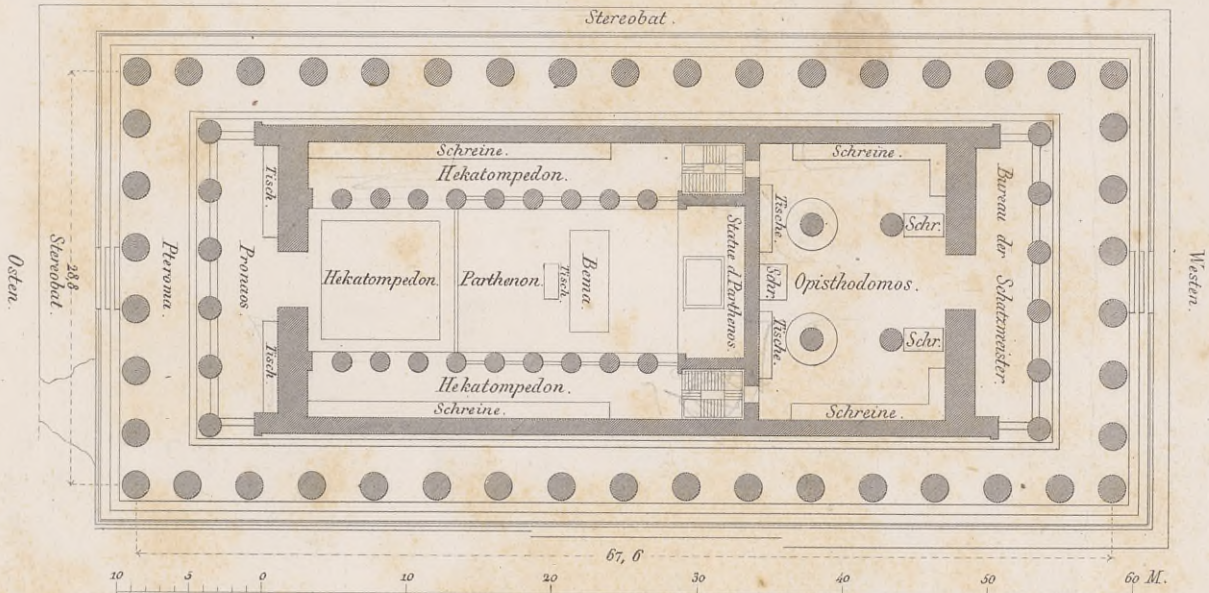 Stereobat.
Schreine.
Hekatompedon.
Schreine.
Tisch.
Tische.
Schr.
Bureau der Schatzmeister.
Westen.
Osten.
Stereobat.
28,8
Pteroma.
Pronaos.
Hekatompedon.
Parthenon.
Tisch.
Bema.
Statue d. Parthenos.
Schr.
Opisthodomos.
Tisch.
Tische.
Schr.
Hekatompedon.
Schreine.
Schreine.
67,6
10 5 0 10 20 30 40 50 60 M.